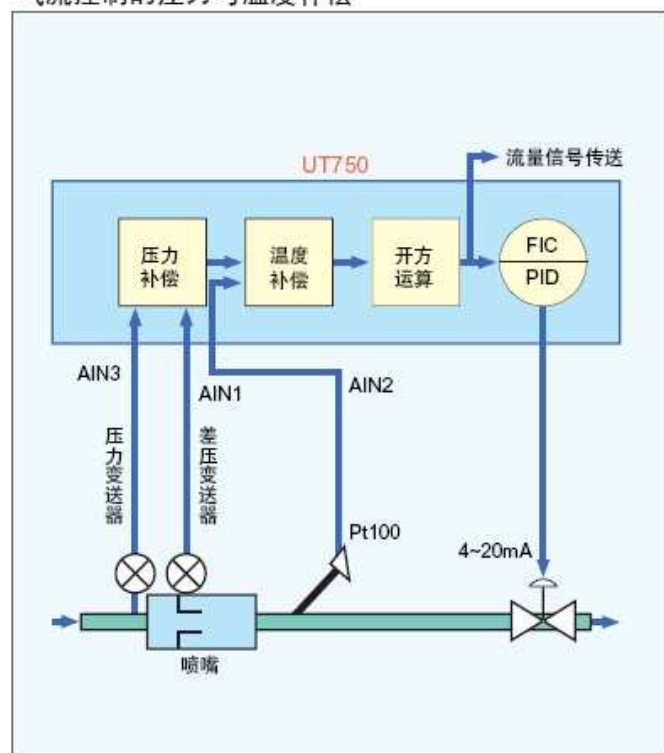 UT750
流量信号传送
压力
补偿
温度
补偿
开方
运算
FIC
PID
AIN3
AIN1
AIN2
压力变送器
差压变送器
Pt100
4~20mA
喷嘴